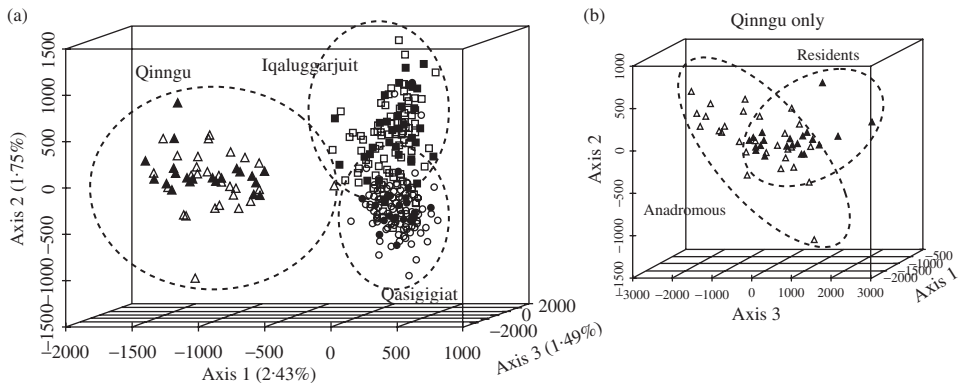 (a)
Qinngu
Iqaluggarjuit
Qasigigiat
Axis 2 (1·75%)
1500
1000
500
0
−500
−1000
−1500
−2000
−1500
−1000
−500
0
500
1000
Axis 1 (2·43%)
2000
0
−2000
Axis 3 (1·49%)
(b)
Qinngu only
Residents
Anadromous
Axis 2
1000
500
0
−500
−1000
−1500
−3000
−2000
−1000
0
1000
2000
3000
Axis 3
−500
−1000
−1500
−2000
Axis 1